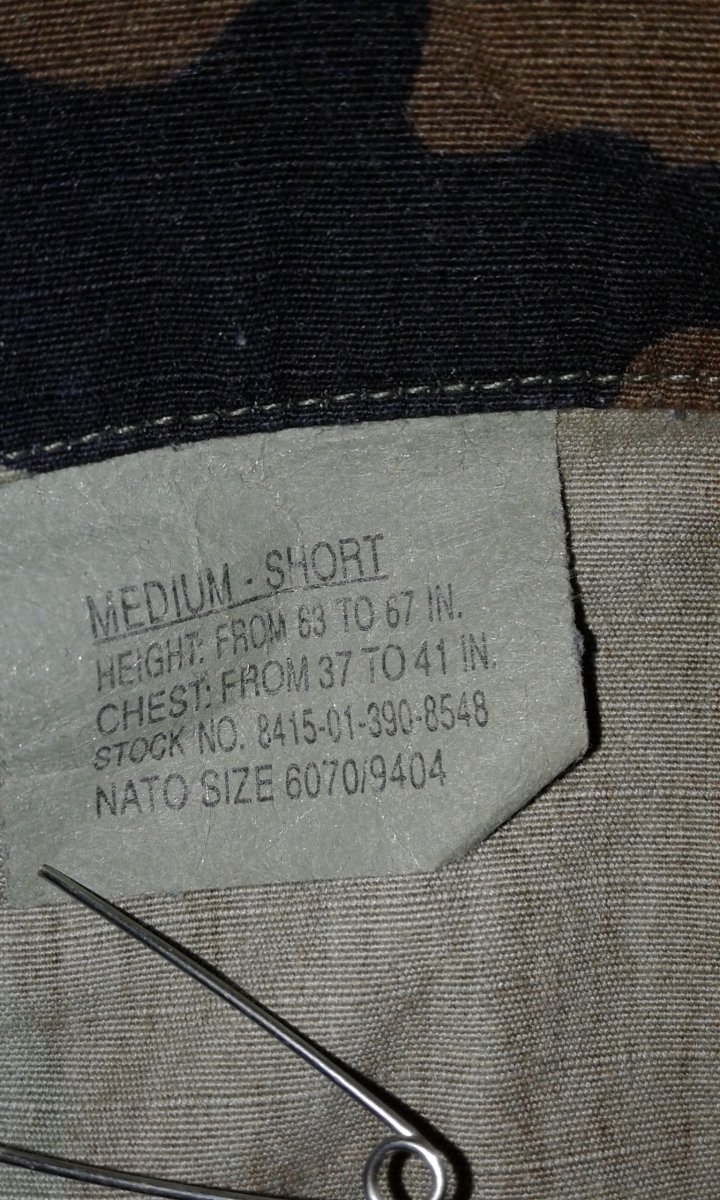 MEDIUM - SHORT
HEIGHT: FROM 63 TO 67 IN.
CHEST: FROM 37 TO 41 IN.
STOCK NO. 8415-01-390-8548
NATO SIZE 6070/9404